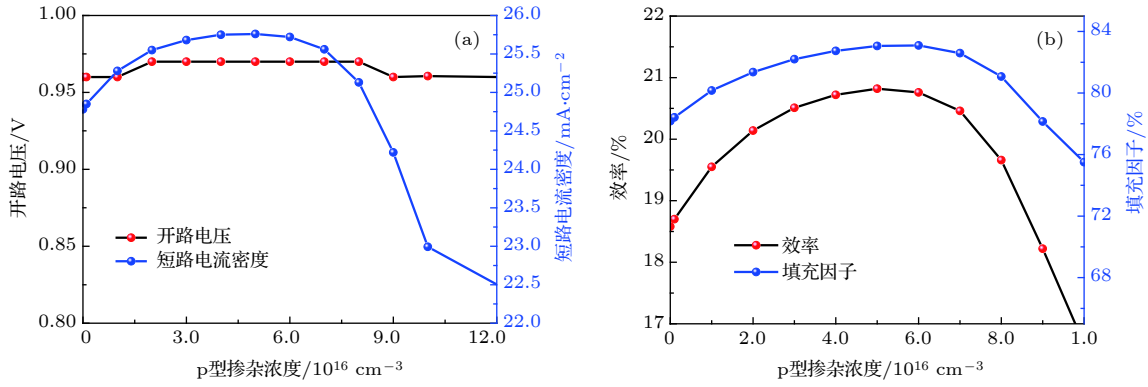 1.00
0.95
0.90
0.85
0.80
开路电压/V
(a)
开路电压
短路电流密度
26.0
25.5
25.0
24.5
24.0
23.5
23.0
22.5
22.0
短路电流密度/mA·cm−2
0 3.0 6.0 9.0 12.0
p型掺杂浓度/10¹⁶ cm⁻³
22
21
20
19
18
17
效率/%
(b)
效率
填充因子
84
80
76
72
68
填充因子/%
0 2.0 4.0 6.0 8.0 1.0
p型掺杂浓度/10¹⁶ cm⁻³